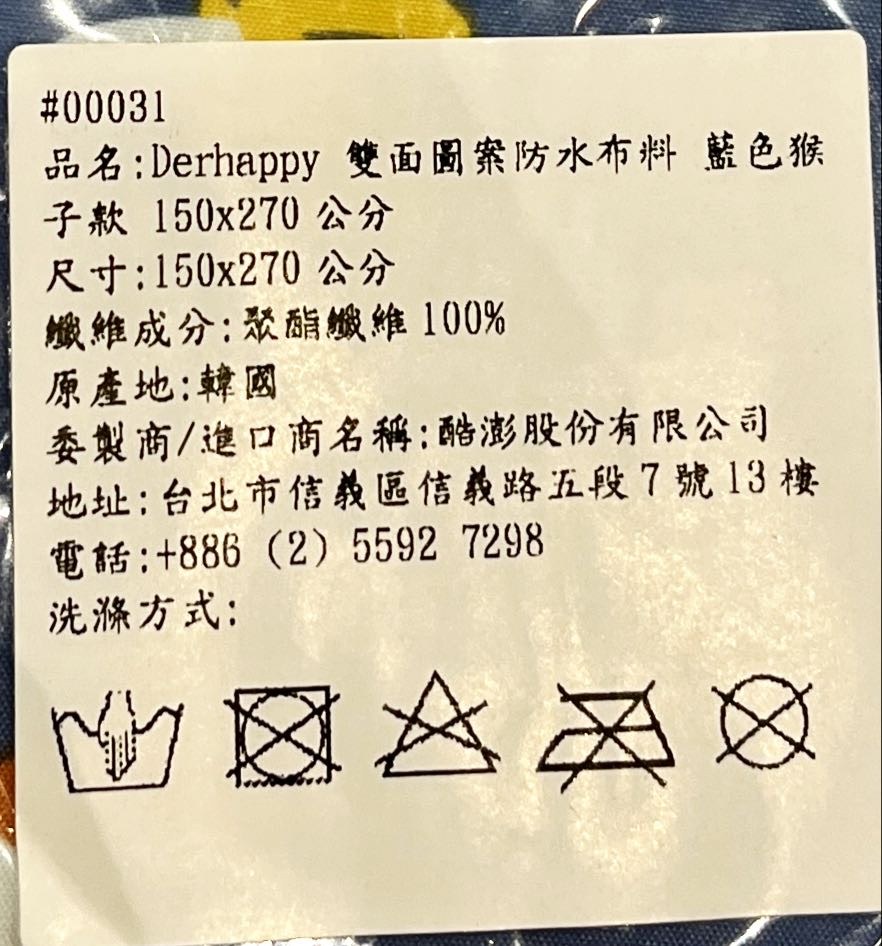 #00031
品名:Derhappy 雙面圖案防水布料 藍色猴
子款 150x270 公分
尺寸:150x270 公分
纖維成分:聚酯纖維 100%
原產地:韓國
委製商/進口商名稱:酷澎股份有限公司
地址:台北市信義區信義路五段 7 號 13 樓
電話:+886 (2) 5592 7298
洗滌方式: